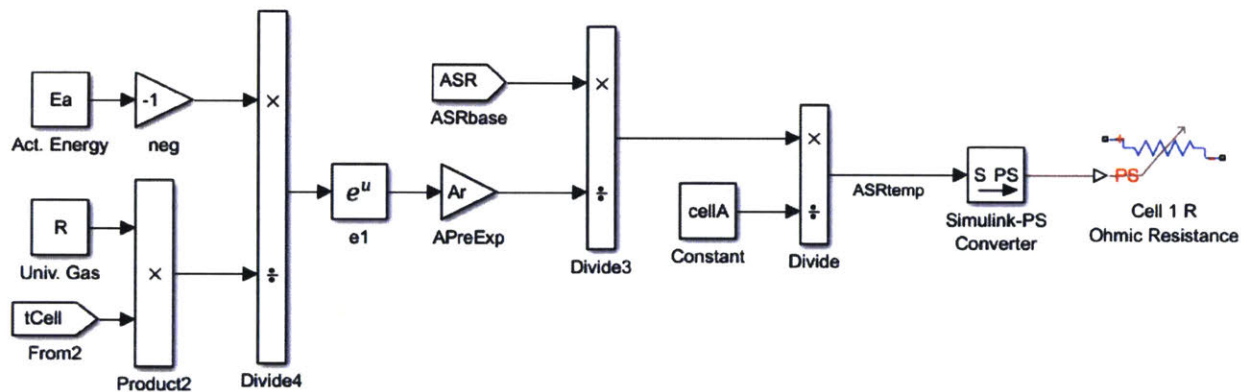 Ea
Act. Energy
-1
neg
×
÷
Divide4
R
Univ. Gas
tCell
From2
×
Product2
e^u
e1
Ar
APreExp
ASR
ASRbase
×
÷
Divide3
cellA
Constant
×
÷
Divide
ASRtemp
S PS
Simulink-PS
Converter
+
-
PS
Cell 1 R
Ohmic Resistance